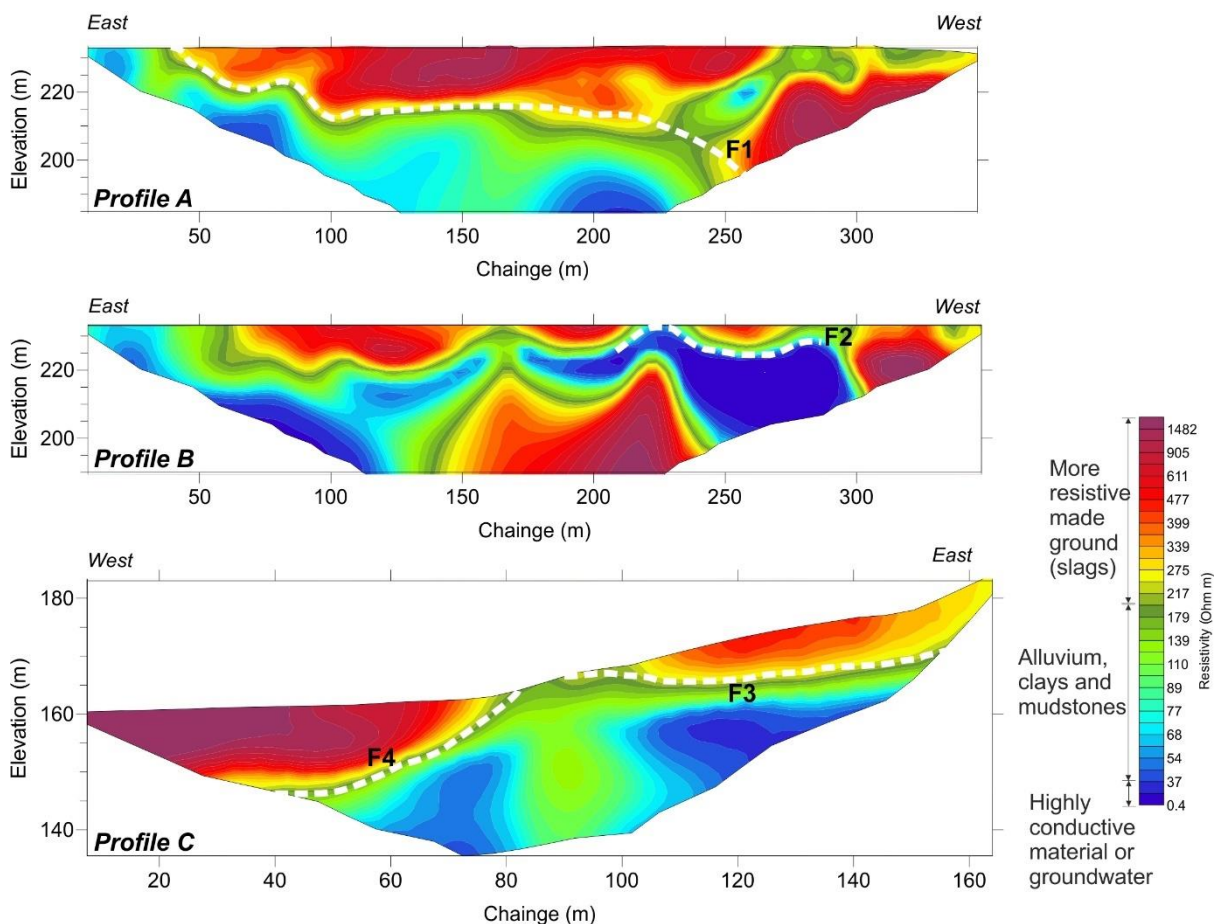 East
West
Elevation (m)
220
200
F1
Profile A
50
100
150
200
250
300
Chainge (m)
East
West
Elevation (m)
220
200
F2
Profile B
50
100
150
200
250
300
Chainge (m)
West
East
Elevation (m)
180
160
140
F3
F4
Profile C
20
40
60
80
100
120
140
160
Chainge (m)
More
resistive
made
ground
(slags)
Alluvium,
clays and
mudstones
Highly
conductive
material or
groundwater
1482
905
611
477
399
339
275
217
179
139
110
89
77
68
54
37
0.4
Resistivity (Ohm m)